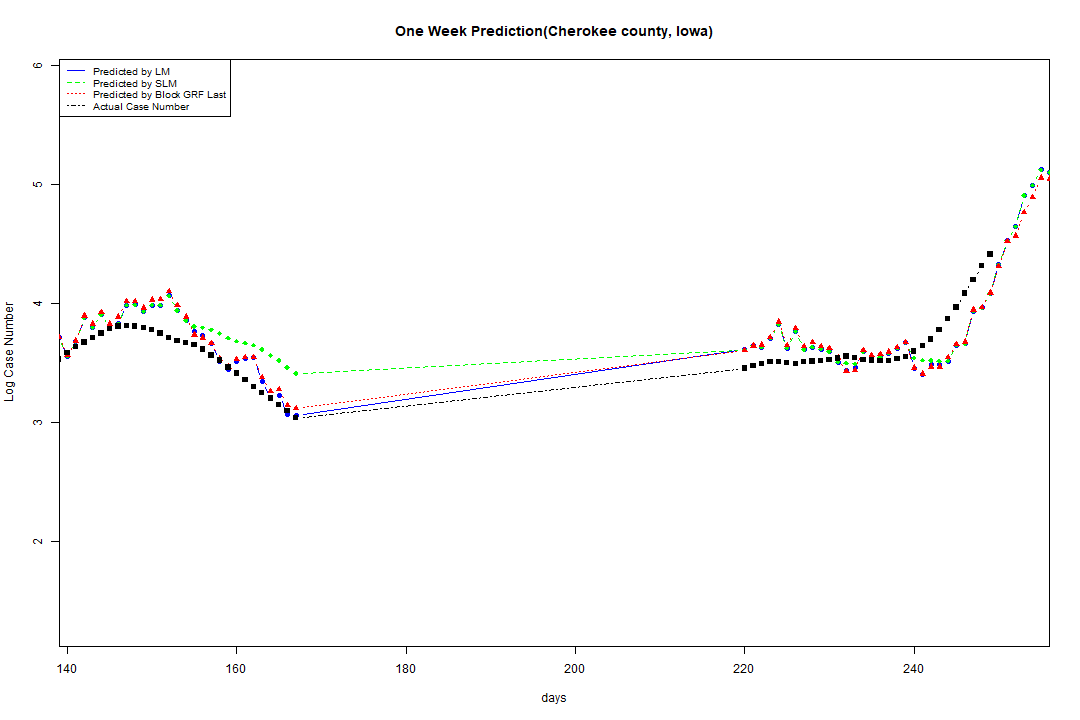 One Week Prediction(Cherokee county, Iowa)
Predicted by LM
Predicted by SLM
Predicted by Block GRF Last
Actual Case Number
6
5
4
3
2
Log Case Number
140 160 180 200 220 240
days